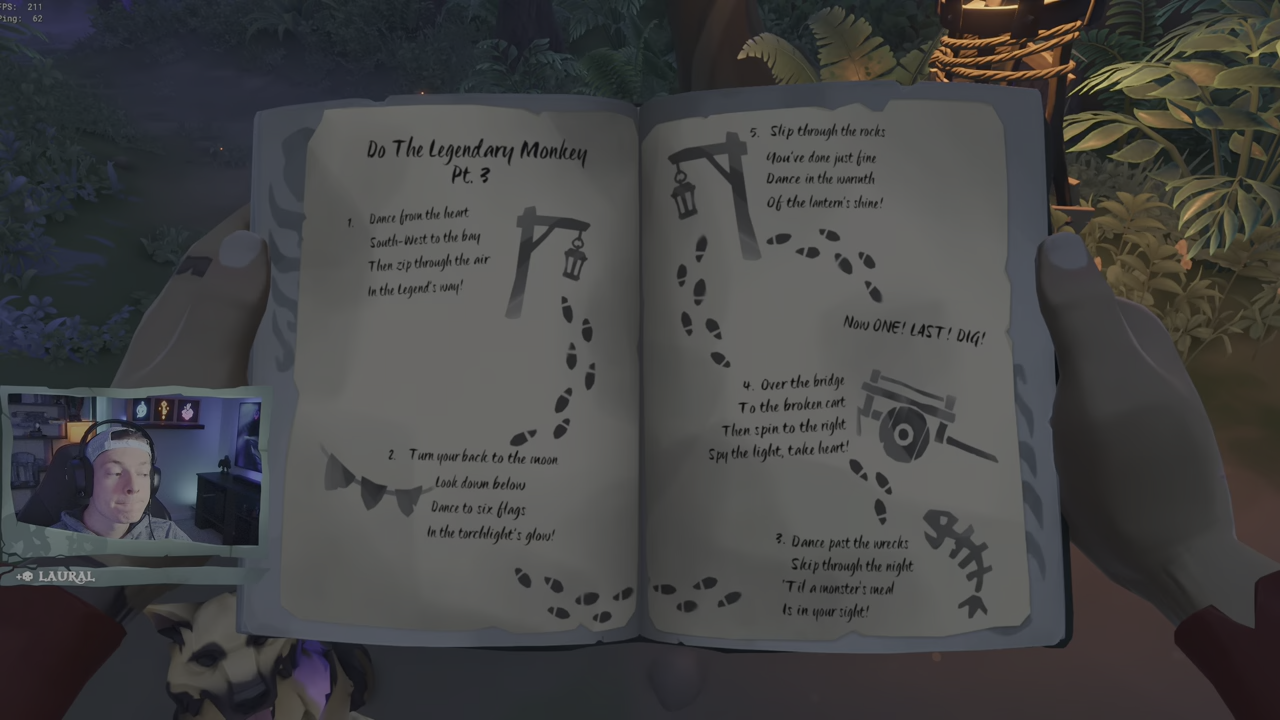 FPS: 211
Ping: 62
Do The Legendary Monkey
Pt. 3
1. Dance from the heart
South-West to the bay
Then zip through the air
In the Legend's way!
2. Turn your back to the moon
Look down below
Dance to six flags
In the torchlight's glow!
3. Dance past the wrecks
Skip through the night
'Til a monster's meal
Is in your sight!
4. Over the bridge
To the broken cart
Then spin to the right
Spy the light, take heart!
5. Slip through the rocks
You've done just fine
Dance in the warmth
Of the lantern's shine!
Now ONE! LAST! DIG!
LAURAL